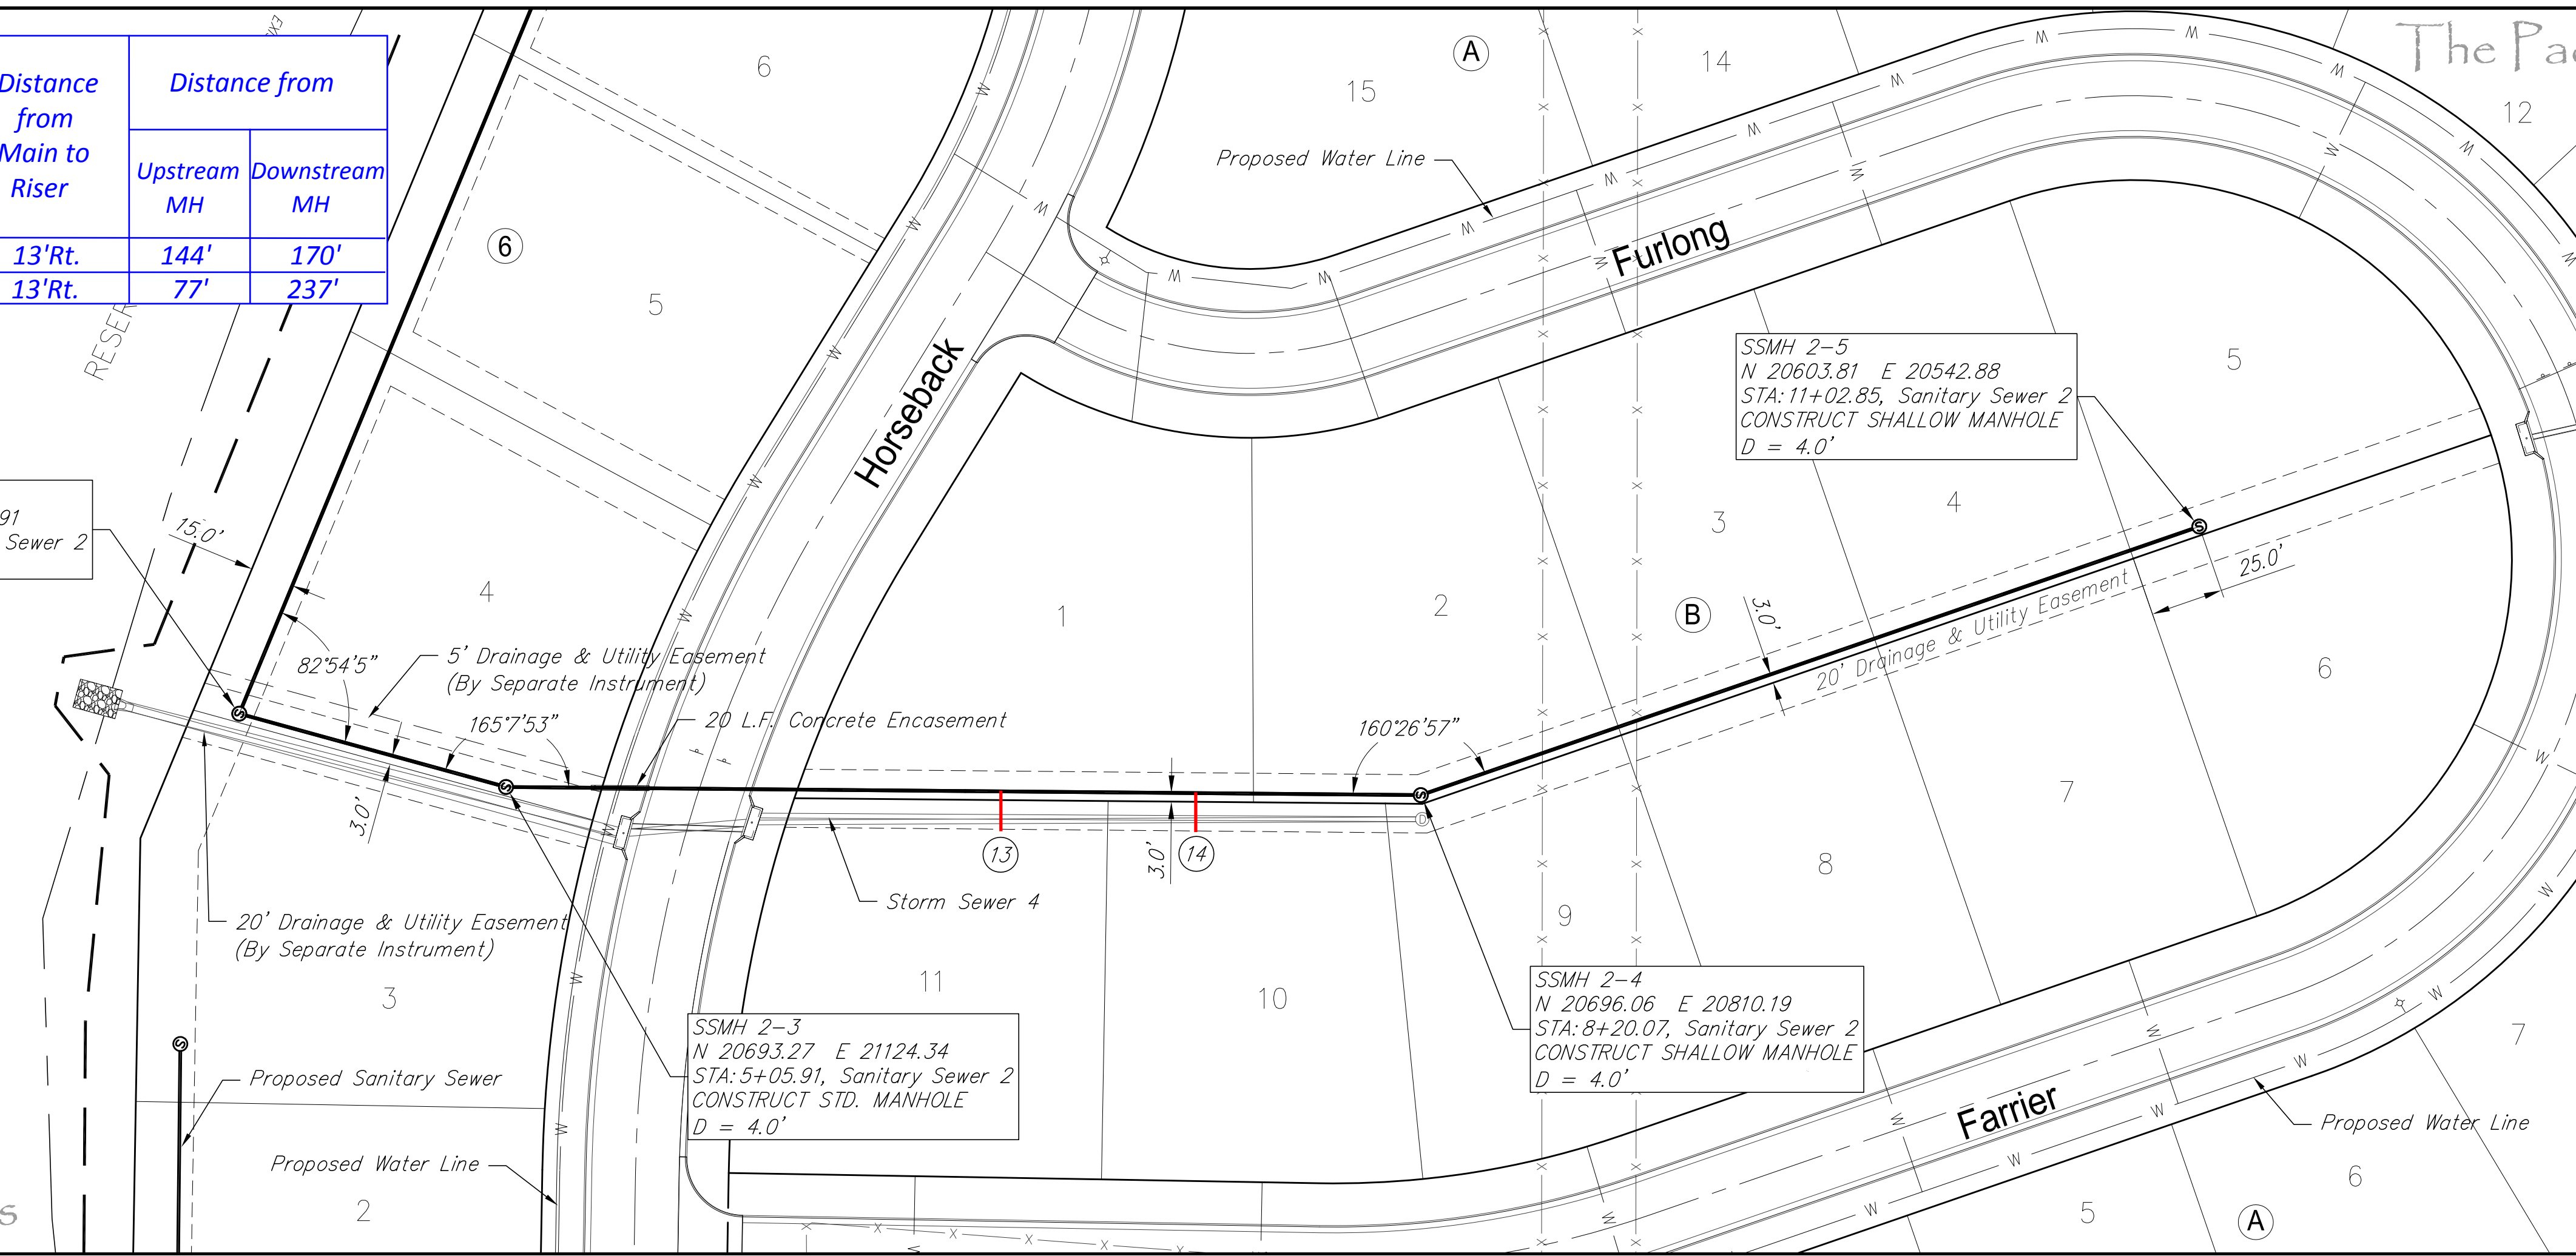 Distance
from
Main to
Riser
Distance from
Upstream
MH
Downstream
MH
13'Rt. 144' 170'
13'Rt. 77' 237'
The
6
A
14
15
12
Proposed Water Line
6
5
Furlong
Horseback
SSMH 2-5
N 20603.81 E 20542.88
STA: 11+02.85, Sanitary Sewer 2
CONSTRUCT SHALLOW MANHOLE
D = 4.0'
5
4
3
91
Sewer 2
15.0'
4
1
2
B
3.0'
25.0'
20' Drainage & Utility Easement
6
82°54'5"
5' Drainage & Utility Easement
(By Separate Instrument)
165°7'53"
20 L.F. Concrete Encasement
160°26'57"
3.0'
13
3.0'
14
7
8
Storm Sewer 4
9
20' Drainage & Utility Easement
(By Separate Instrument)
3
11
10
SSMH 2-3
N 20693.27 E 21124.34
STA: 5+05.91, Sanitary Sewer 2
CONSTRUCT STD. MANHOLE
D = 4.0'
SSMH 2-4
N 20696.06 E 20810.19
STA: 8+20.07, Sanitary Sewer 2
CONSTRUCT SHALLOW MANHOLE
D = 4.0'
7
Proposed Sanitary Sewer
Farrier
Proposed Water Line
Proposed Water Line
2
6
5
A